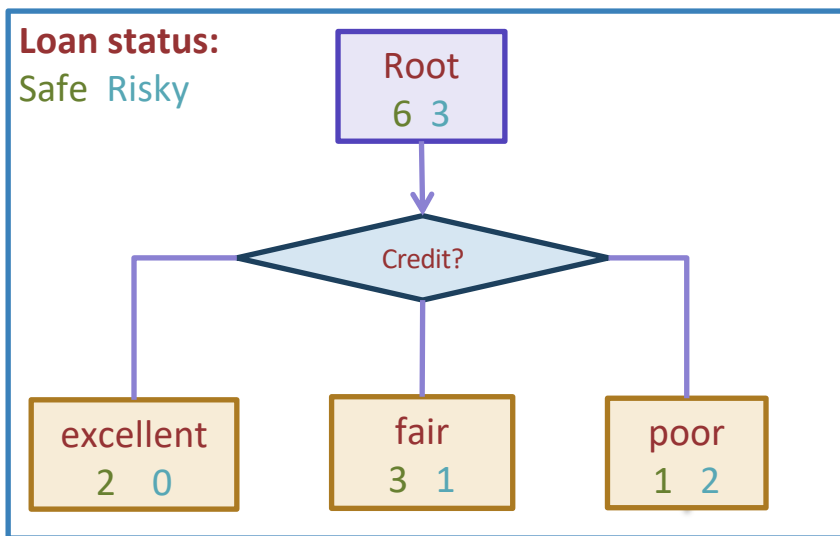 Loan status:
Safe Risky
Root
6 3
Credit?
excellent
2 0
fair
3 1
poor
1 2